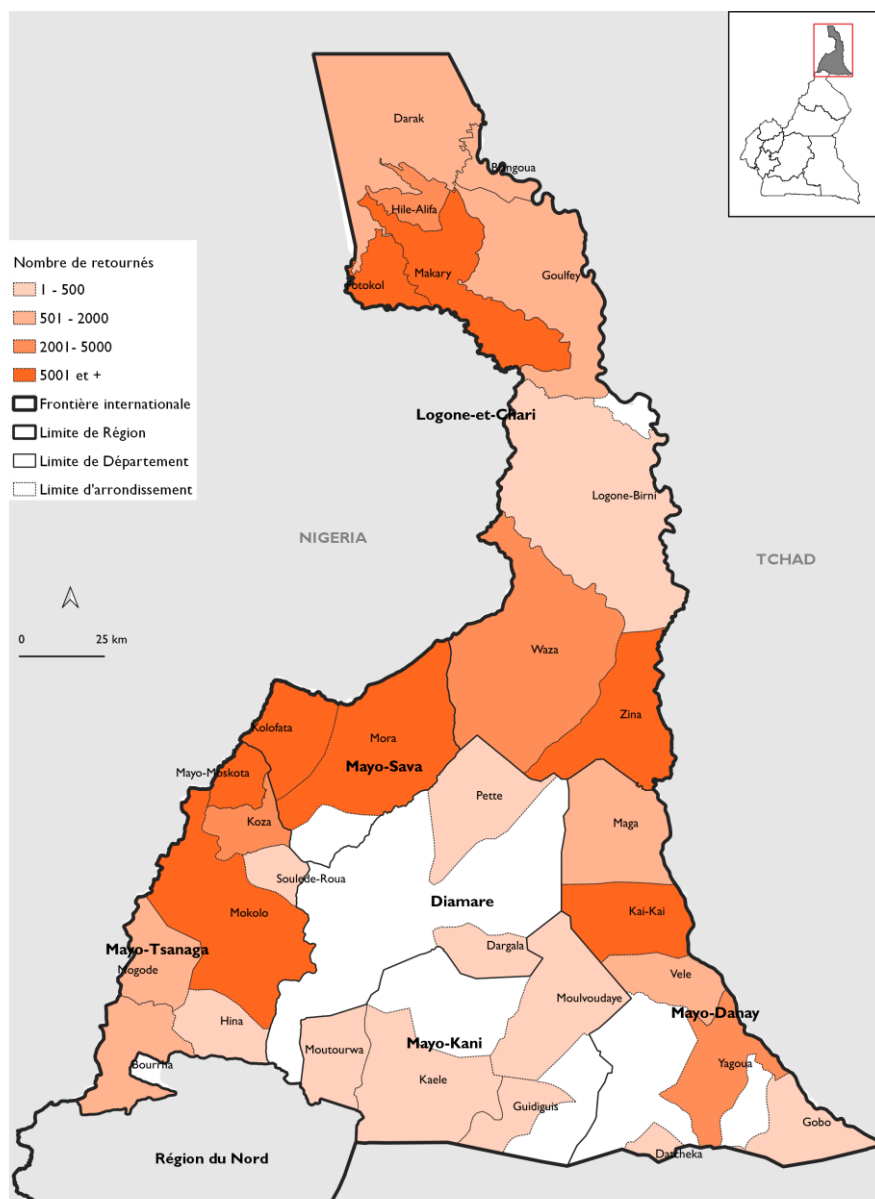 Darak
Blangoua
Hile-Alifa
Makary
Goulfey
Fotokol
Nombre de retournés
1 - 500
501 - 2000
2001- 5000
5001 et +
Frontière internationale
Limite de Région
Limite de Département
Limite d'arrondissement
Logone-et-Chari
Logone-Birni
NIGERIA
TCHAD
0 25 km
Waza
Zina
Kolofata
Mora
Mayo-Sava
Mayo-Moskota
Pette
Koza
Maga
Soulede-Roua
Diamare
Kai-Kai
Mokolo
Mayo-Tsanaga
Dargala
Mogode
Vele
Moulvoudaye
Mayo-Danay
Hina
Mayo-Kani
Moutourwa
Bourrha
Yagoua
Kaele
Guidiguis
Gobo
Datcheka
Région du Nord